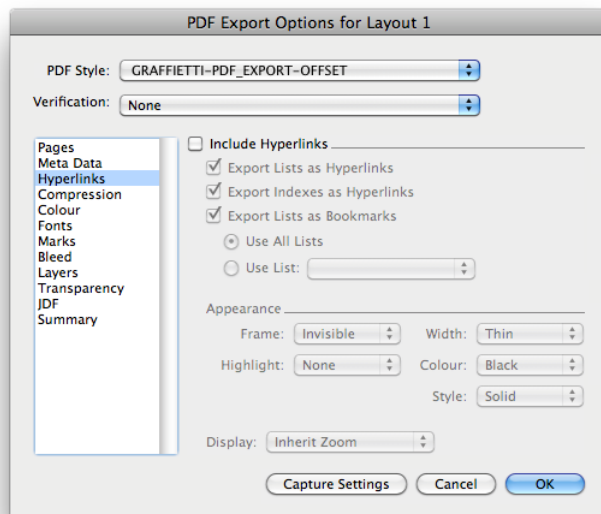 PDF Export Options for Layout 1
PDF Style: GRAFFIETTI-PDF_EXPORT-OFFSET
Verification: None
Pages
Meta Data
Hyperlinks
Compression
Colour
Fonts
Marks
Bleed
Layers
Transparency
JDF
Summary
Include Hyperlinks
Export Lists as Hyperlinks
Export Indexes as Hyperlinks
Export Lists as Bookmarks
Use All Lists
Use List:
Appearance
Frame: Invisible Width: Thin
Highlight: None Colour: Black
Style: Solid
Display: Inherit Zoom
Capture Settings Cancel OK